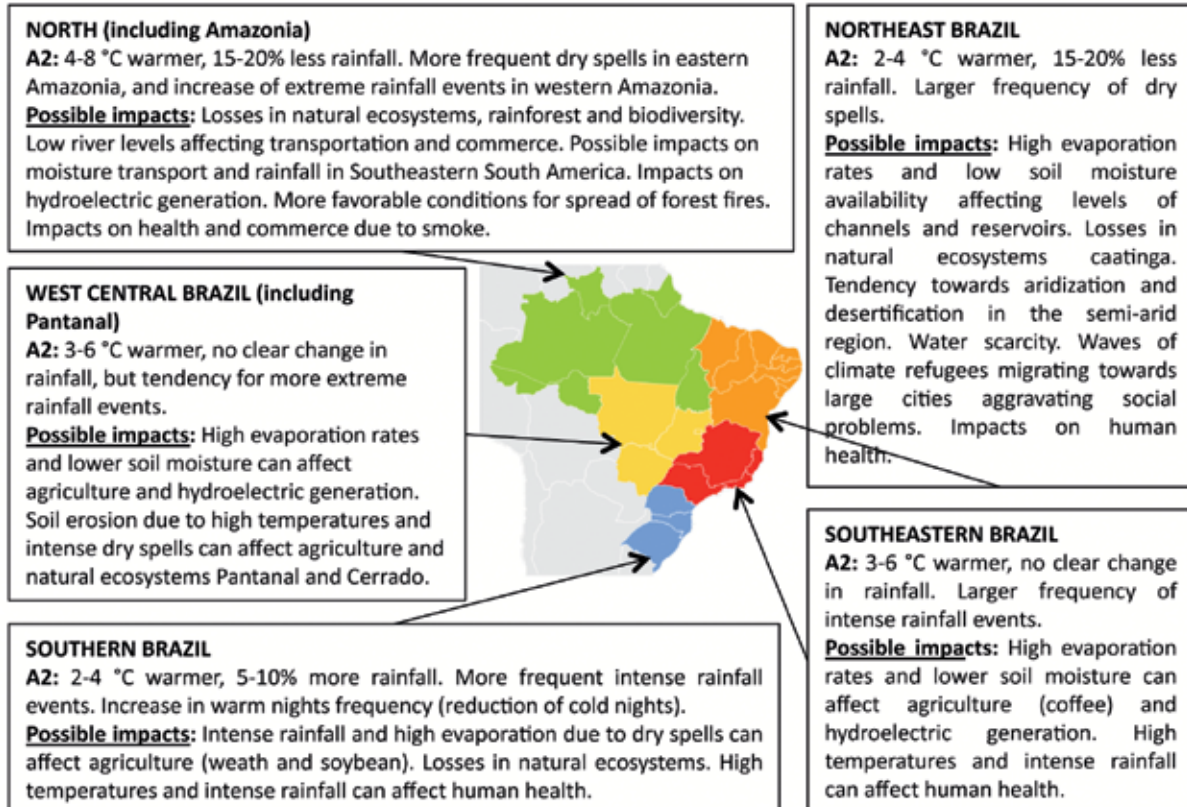 NORTH (including Amazonia)
A2: 4-8 °C warmer, 15-20% less rainfall. More frequent dry spells in eastern
Amazonia, and increase of extreme rainfall events in western Amazonia.
Possible impacts: Losses in natural ecosystems, rainforest and biodiversity.
Low river levels affecting transportation and commerce. Possible impacts on
moisture transport and rainfall in Southeastern South America. Impacts on
hydroelectric generation. More favorable conditions for spread of forest fires.
Impacts on health and commerce due to smoke.
NORTHEAST BRAZIL
A2: 2-4 °C warmer, 15-20% less
rainfall. Larger frequency of dry
spells.
Possible impacts: High evaporation
rates and low soil moisture
availability affecting levels of
channels and reservoirs. Losses in
natural ecosystems caatinga.
Tendency towards aridization and
desertification in the semi-arid
region. Water scarcity. Waves of
climate refugees migrating towards
large cities aggravating social
problems. Impacts on human
health.
WEST CENTRAL BRAZIL (including
Pantanal)
A2: 3-6 °C warmer, no clear change in
rainfall, but tendency for more extreme
rainfall events.
Possible impacts: High evaporation rates
and lower soil moisture can affect
agriculture and hydroelectric generation.
Soil erosion due to high temperatures and
intense dry spells can affect agriculture and
natural ecosystems Pantanal and Cerrado.
SOUTHEASTERN BRAZIL
A2: 3-6 °C warmer, no clear change
in rainfall. Larger frequency of
intense rainfall events.
Possible impacts: High evaporation
rates and lower soil moisture can
affect agriculture (coffee) and
hydroelectric generation. High
temperatures and intense rainfall
can affect human health.
SOUTHERN BRAZIL
A2: 2-4 °C warmer, 5-10% more rainfall. More frequent intense rainfall
events. Increase in warm nights frequency (reduction of cold nights).
Possible impacts: Intense rainfall and high evaporation due to dry spells can
affect agriculture (weath and soybean). Losses in natural ecosystems. High
temperatures and intense rainfall can affect human health.